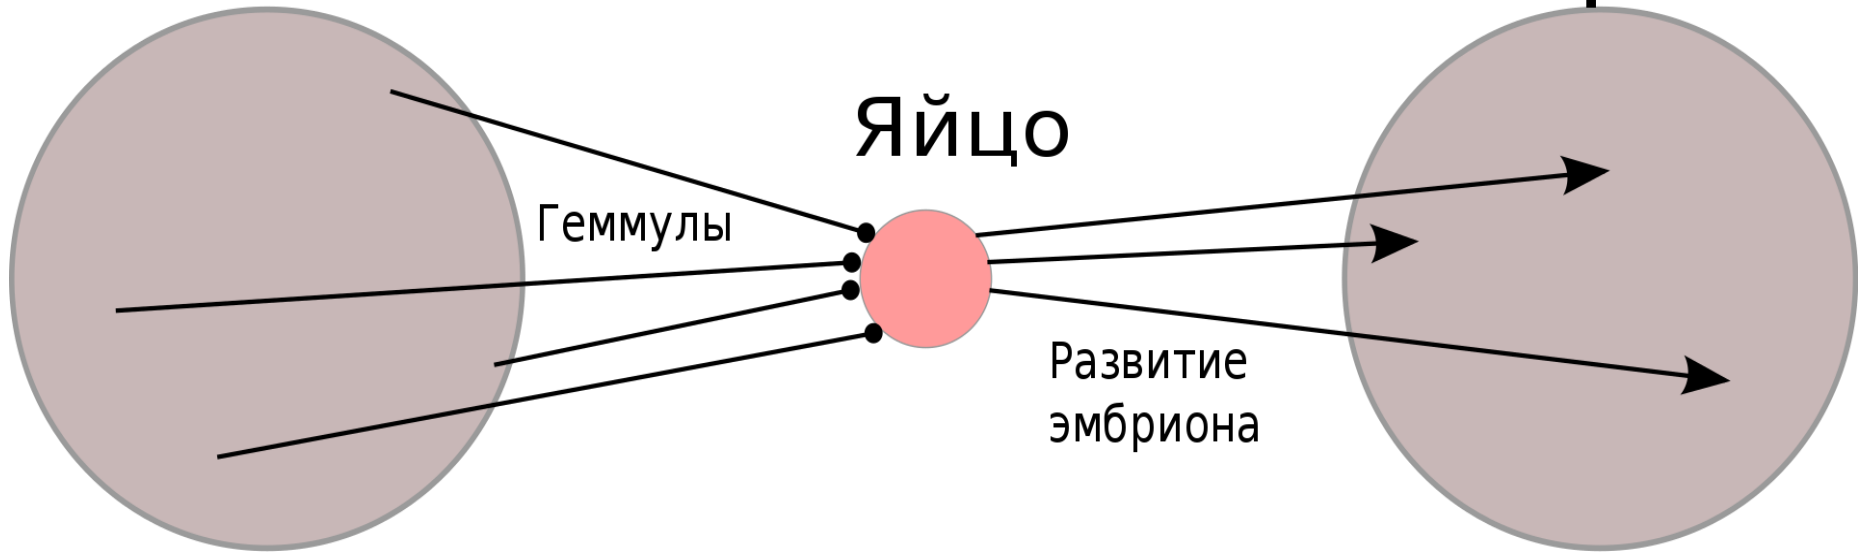 Яйцо
Геммулы
Развитие
эмбриона